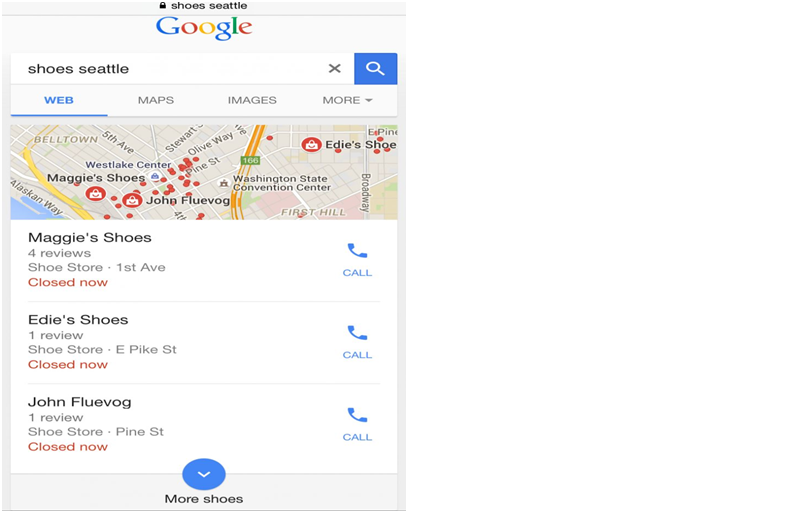 shoes seattle
Google
shoes seattle
WEB MAPS IMAGES MORE
BELLTOWN
5th Ave
Stewart S
Olive Way
E Pine
Edie's Shoe
166
Westlake Center
Pine St
Maggie's Shoes
Washington State
Convention Center
Broadway
Alaskan Way
John Fluevog
4th
FIRST HILL
Maggie's Shoes
4 reviews
Shoe Store · 1st Ave
Closed now
CALL
Edie's Shoes
1 review
Shoe Store · E Pike St
Closed now
CALL
John Fluevog
1 review
Shoe Store · Pine St
Closed now
CALL
More shoes